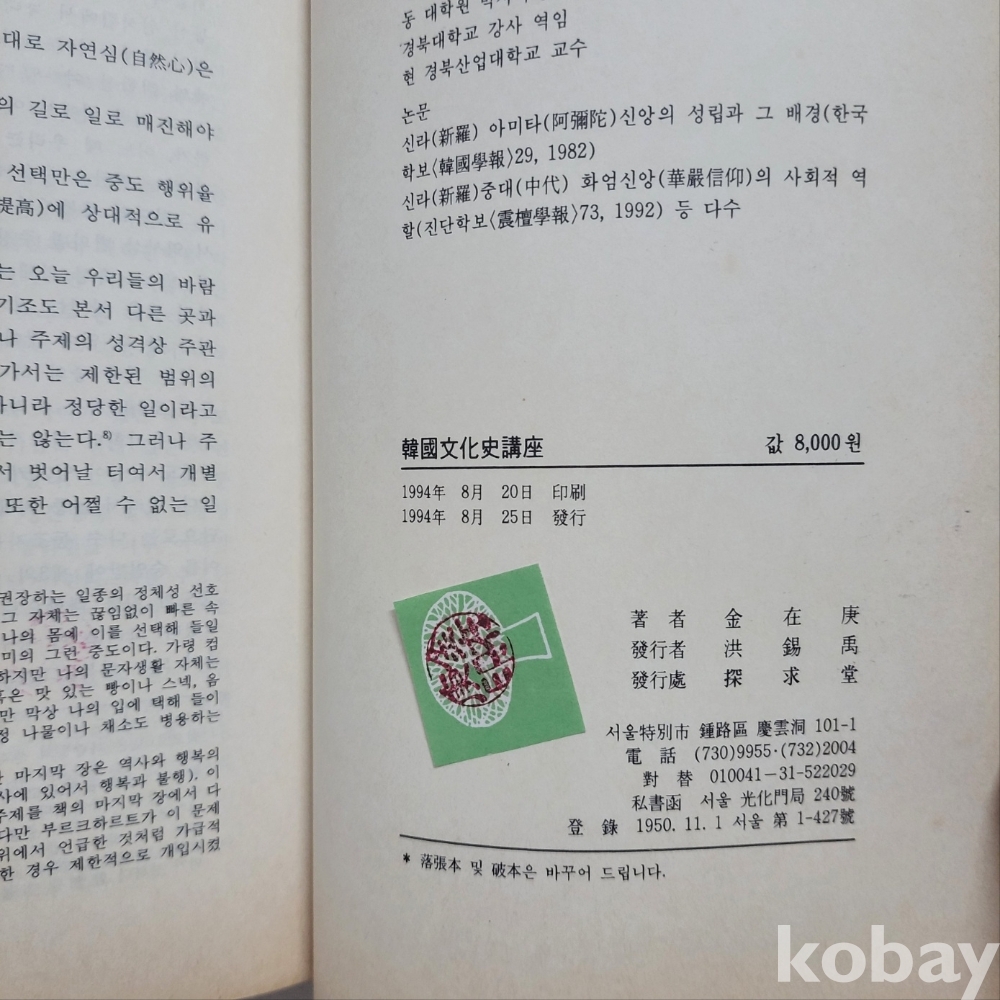 대로 자연심(自然心)은
의 길로 일로 매진해야
선택만은 중도 행위율
提高)에 상대적으로 유
는 오늘 우리들의 바람
기조도 본서 다른 곳과
나 주제의 성격상 주관
가서는 제한된 범위의
아니라 정당한 일이라고
는 않는다.8) 그러나 주
서 벗어날 터여서 개별
또한 어쩔 수 없는 일
권장하는 일종의 정체성 선호
그 자체는 끊임없이 빠른 속
나의 몸에 이를 선택해 들일
미의 그런 중도이다. 가령 컴
하지만 나의 문자생활 자체는
혹은 맛 있는 빵이나 스넥, 음
만 막상 나의 입에 택해 들이
정 나물이나 채소도 병용하는
마지막 장은 역사와 행복의
사에 있어서 행복과 불행), 이
주제를 책의 마지막 장에서 다
다만 부르크하르트가 이 문제
위에서 언급한 것처럼 가급적
한 경우 제한적으로 개입시켰
동 대학원
경북대학교 강사 역임
현 경북산업대학교 교수
논문
신라(新羅) 아미타(阿彌陀)신앙의 성립과 그 배경(한국
학보〈韓國學報〉29, 1982)
신라(新羅)중대(中代) 화엄신앙(華嚴信仰)의 사회적 역
할(진단학보〈震檀學報〉73, 1992) 등 다수
韓國文化史講座 값 8,000원
1994年 8月 20日 印刷
1994年 8月 25日 發行
著者 金在庚
發行者 洪錫禹
發行處 探求堂
서울特別市 鍾路區 慶雲洞 101-1
電話 (730)9955·(732)2004
對替 010041-31-522029
私書函 서울 光化門局 240號
登錄 1950. 11. 1 서울 第 1-427號
* 落張本 및 破本은 바꾸어 드립니다.
kobay